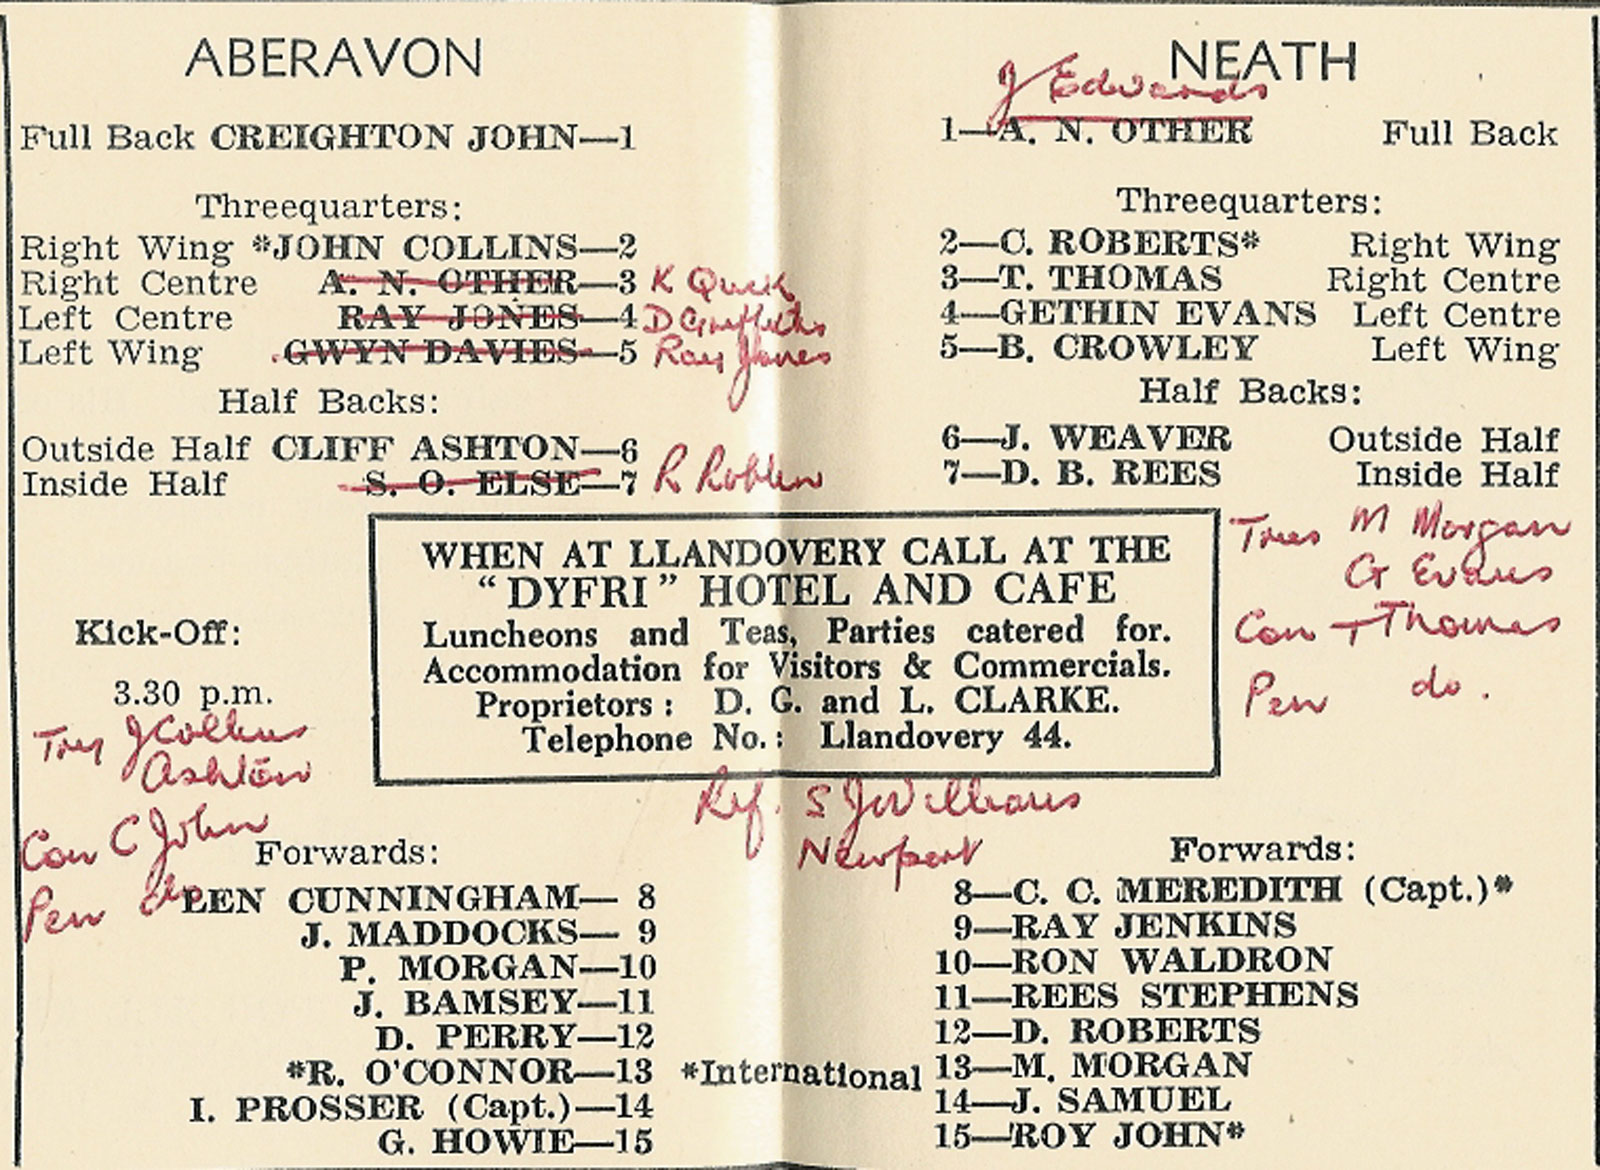 ABERAVON
Full Back CREIGHTON JOHN—1
Threequarters:
Right Wing *JOHN COLLINS—2
Right Centre A. N. OTHER—3 K Quick
Left Centre RAY JONES—4 D Griffiths
Left Wing GWYN DAVIES—5 Ray Jones
Half Backs:
Outside Half CLIFF ASHTON—6
Inside Half S. O. ELSE—7 R Roblin
NEATH
J Edwards
1—A. N. OTHER Full Back
Threequarters:
2—C. ROBERTS* Right Wing
3—T. THOMAS Right Centre
4—GETHIN EVANS Left Centre
5—B. CROWLEY Left Wing
Half Backs:
6—J. WEAVER Outside Half
7—D. B. REES Inside Half
WHEN AT LLANDOVERY CALL AT THE
“DYFRI” HOTEL AND CAFE
Luncheons and Teas, Parties catered for.
Accommodation for Visitors & Commercials.
Proprietors : D. G. and L. CLARKE.
Telephone No. : Llandovery 44.
Tries M Morgan
G Evans
Con T Thomas
Pen do.
Kick-Off:
3.30 p.m.
Try J Collins
Ashton
Con C John
Pen do
Ref. S J Williams
Newport
Forwards:
LEN CUNNINGHAM— 8
J. MADDOCKS— 9
P. MORGAN—10
J. BAMSEY—11
D. PERRY—12
*R. O'CONNOR—13
I. PROSSER (Capt.)—14
G. HOWIE—15
*International
Forwards:
8—C. C. MEREDITH (Capt.)*
9—RAY JENKINS
10—RON WALDRON
11—REES STEPHENS
12—D. ROBERTS
13—M. MORGAN
14—J. SAMUEL
15—ROY JOHN*